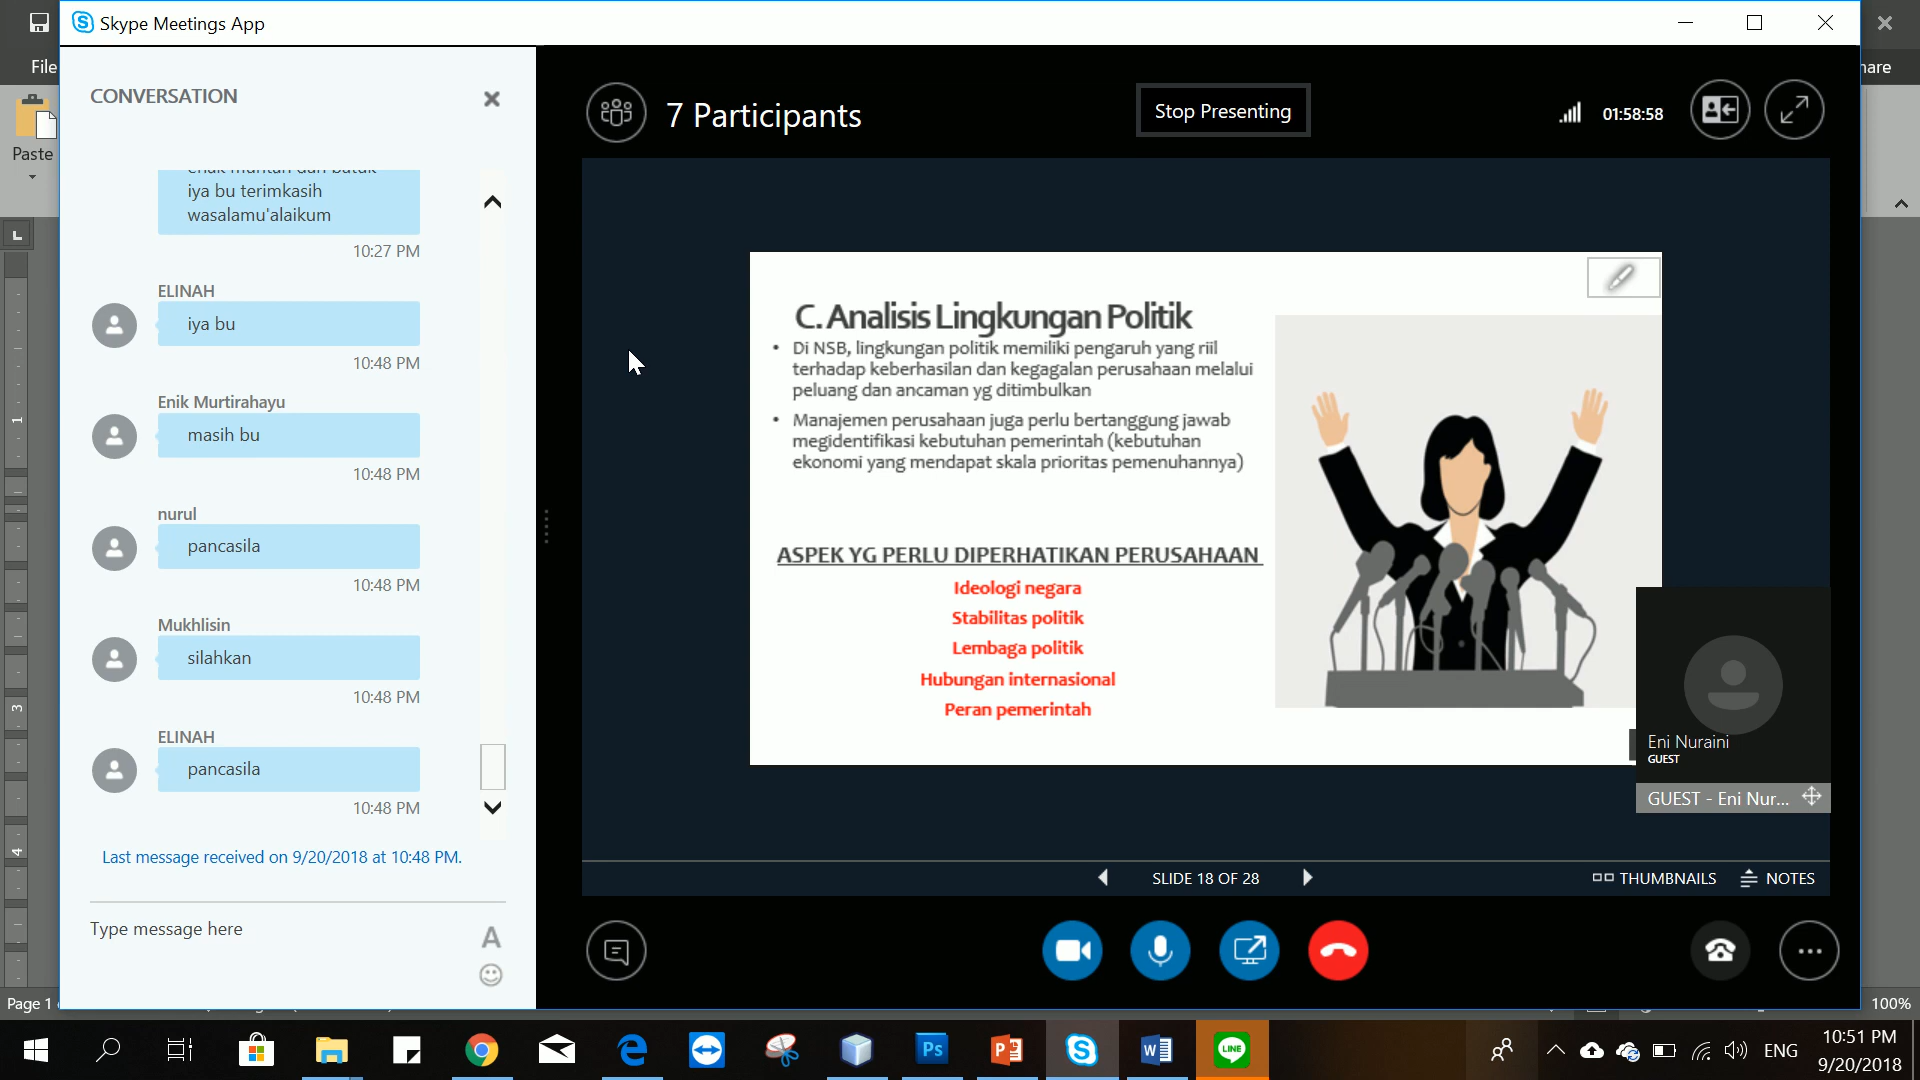 Skype Meetings App
File
Paste
CONVERSATION
iya bu terimkasih
wasalamu'alaikum
10:27 PM
ELINAH
iya bu
10:48 PM
Enik Murtirahayu
masih bu
10:48 PM
nurul
pancasila
10:48 PM
Mukhlisin
silahkan
10:48 PM
ELINAH
pancasila
10:48 PM
Last message received on 9/20/2018 at 10:48 PM.
Type message here
A
7 Participants
Stop Presenting
01:58:58
C. Analisis Lingkungan Politik
• Di NSB, lingkungan politik memiliki pengaruh yang riil
terhadap keberhasilan dan kegagalan perusahaan melalui
peluang dan ancaman yg ditimbulkan
• Manajemen perusahaan juga perlu bertanggung jawab
megidentifikasi kebutuhan pemerintah (kebutuhan
ekonomi yang mendapat skala prioritas pemenuhannya)
ASPEK YG PERLU DIPERHATIKAN PERUSAHAAN
Ideologi negara
Stabilitas politik
Lembaga politik
Hubungan internasional
Peran pemerintah
Eni Nuraini
GUEST
GUEST - Eni Nur...
SLIDE 18 OF 28
THUMBNAILS
NOTES
1
3
4
Page 1
100%
Ps
LINE
ENG
10:51 PM
9/20/2018